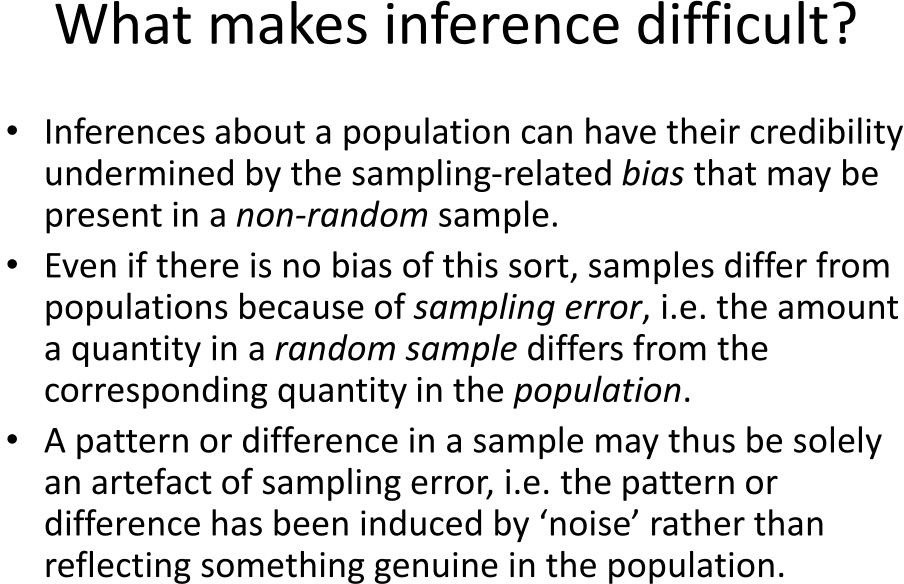 What makes inference difficult?
• Inferences about a population can have their credibility
undermined by the sampling-related bias that may be
present in a non-random sample.
• Even if there is no bias of this sort, samples differ from
populations because of sampling error, i.e. the amount
a quantity in a random sample differs from the
corresponding quantity in the population.
• A pattern or difference in a sample may thus be solely
an artefact of sampling error, i.e. the pattern or
difference has been induced by ‘noise’ rather than
reflecting something genuine in the population.